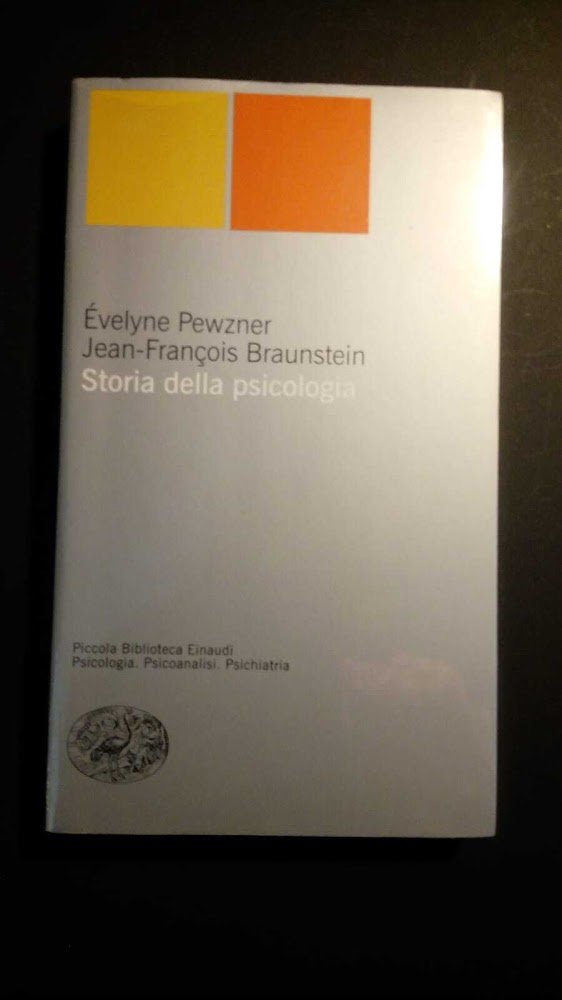 Évelyne Pewzner
Jean-François Braunstein
Storia della psicologia
Piccola Biblioteca Einaudi
Psicologia. Psicoanalisi. Psichiatria